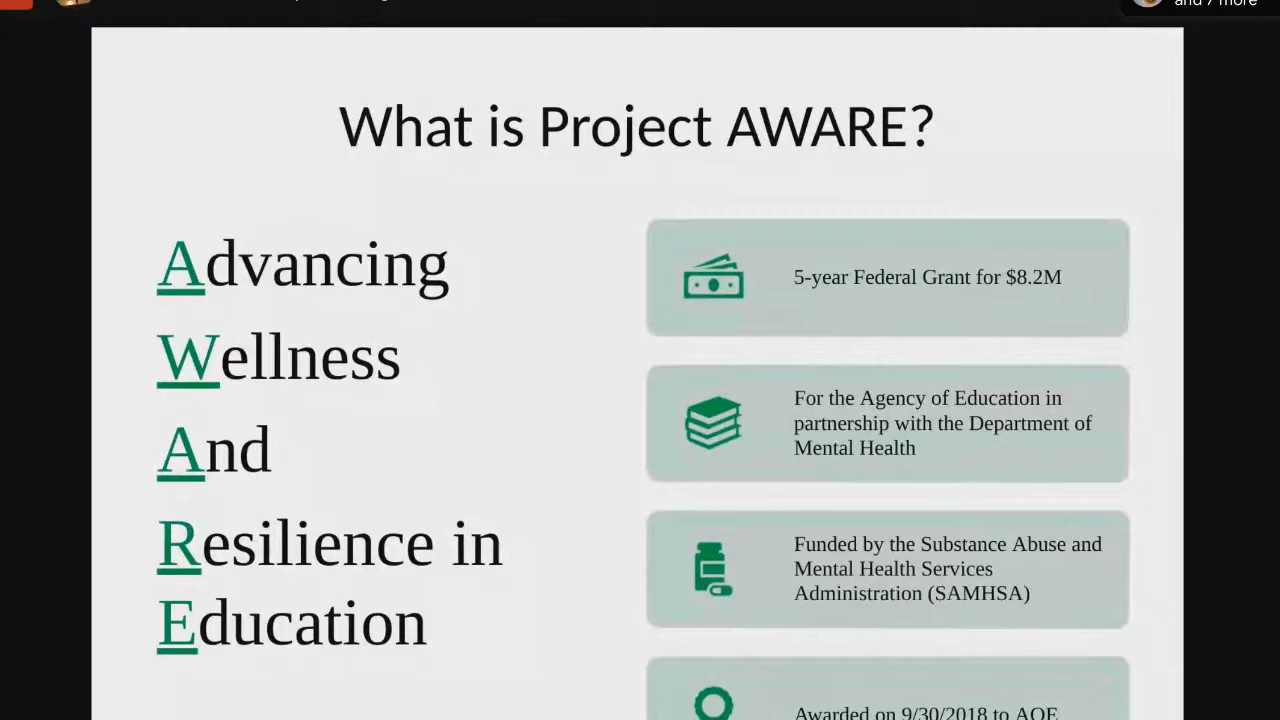 and 7 more
What is Project AWARE?
Advancing
Wellness
And
Resilience in
Education
5-year Federal Grant for $8.2M
For the Agency of Education in
partnership with the Department of
Mental Health
Funded by the Substance Abuse and
Mental Health Services
Administration (SAMHSA)
Awarded on 9/30/2018 to AOE